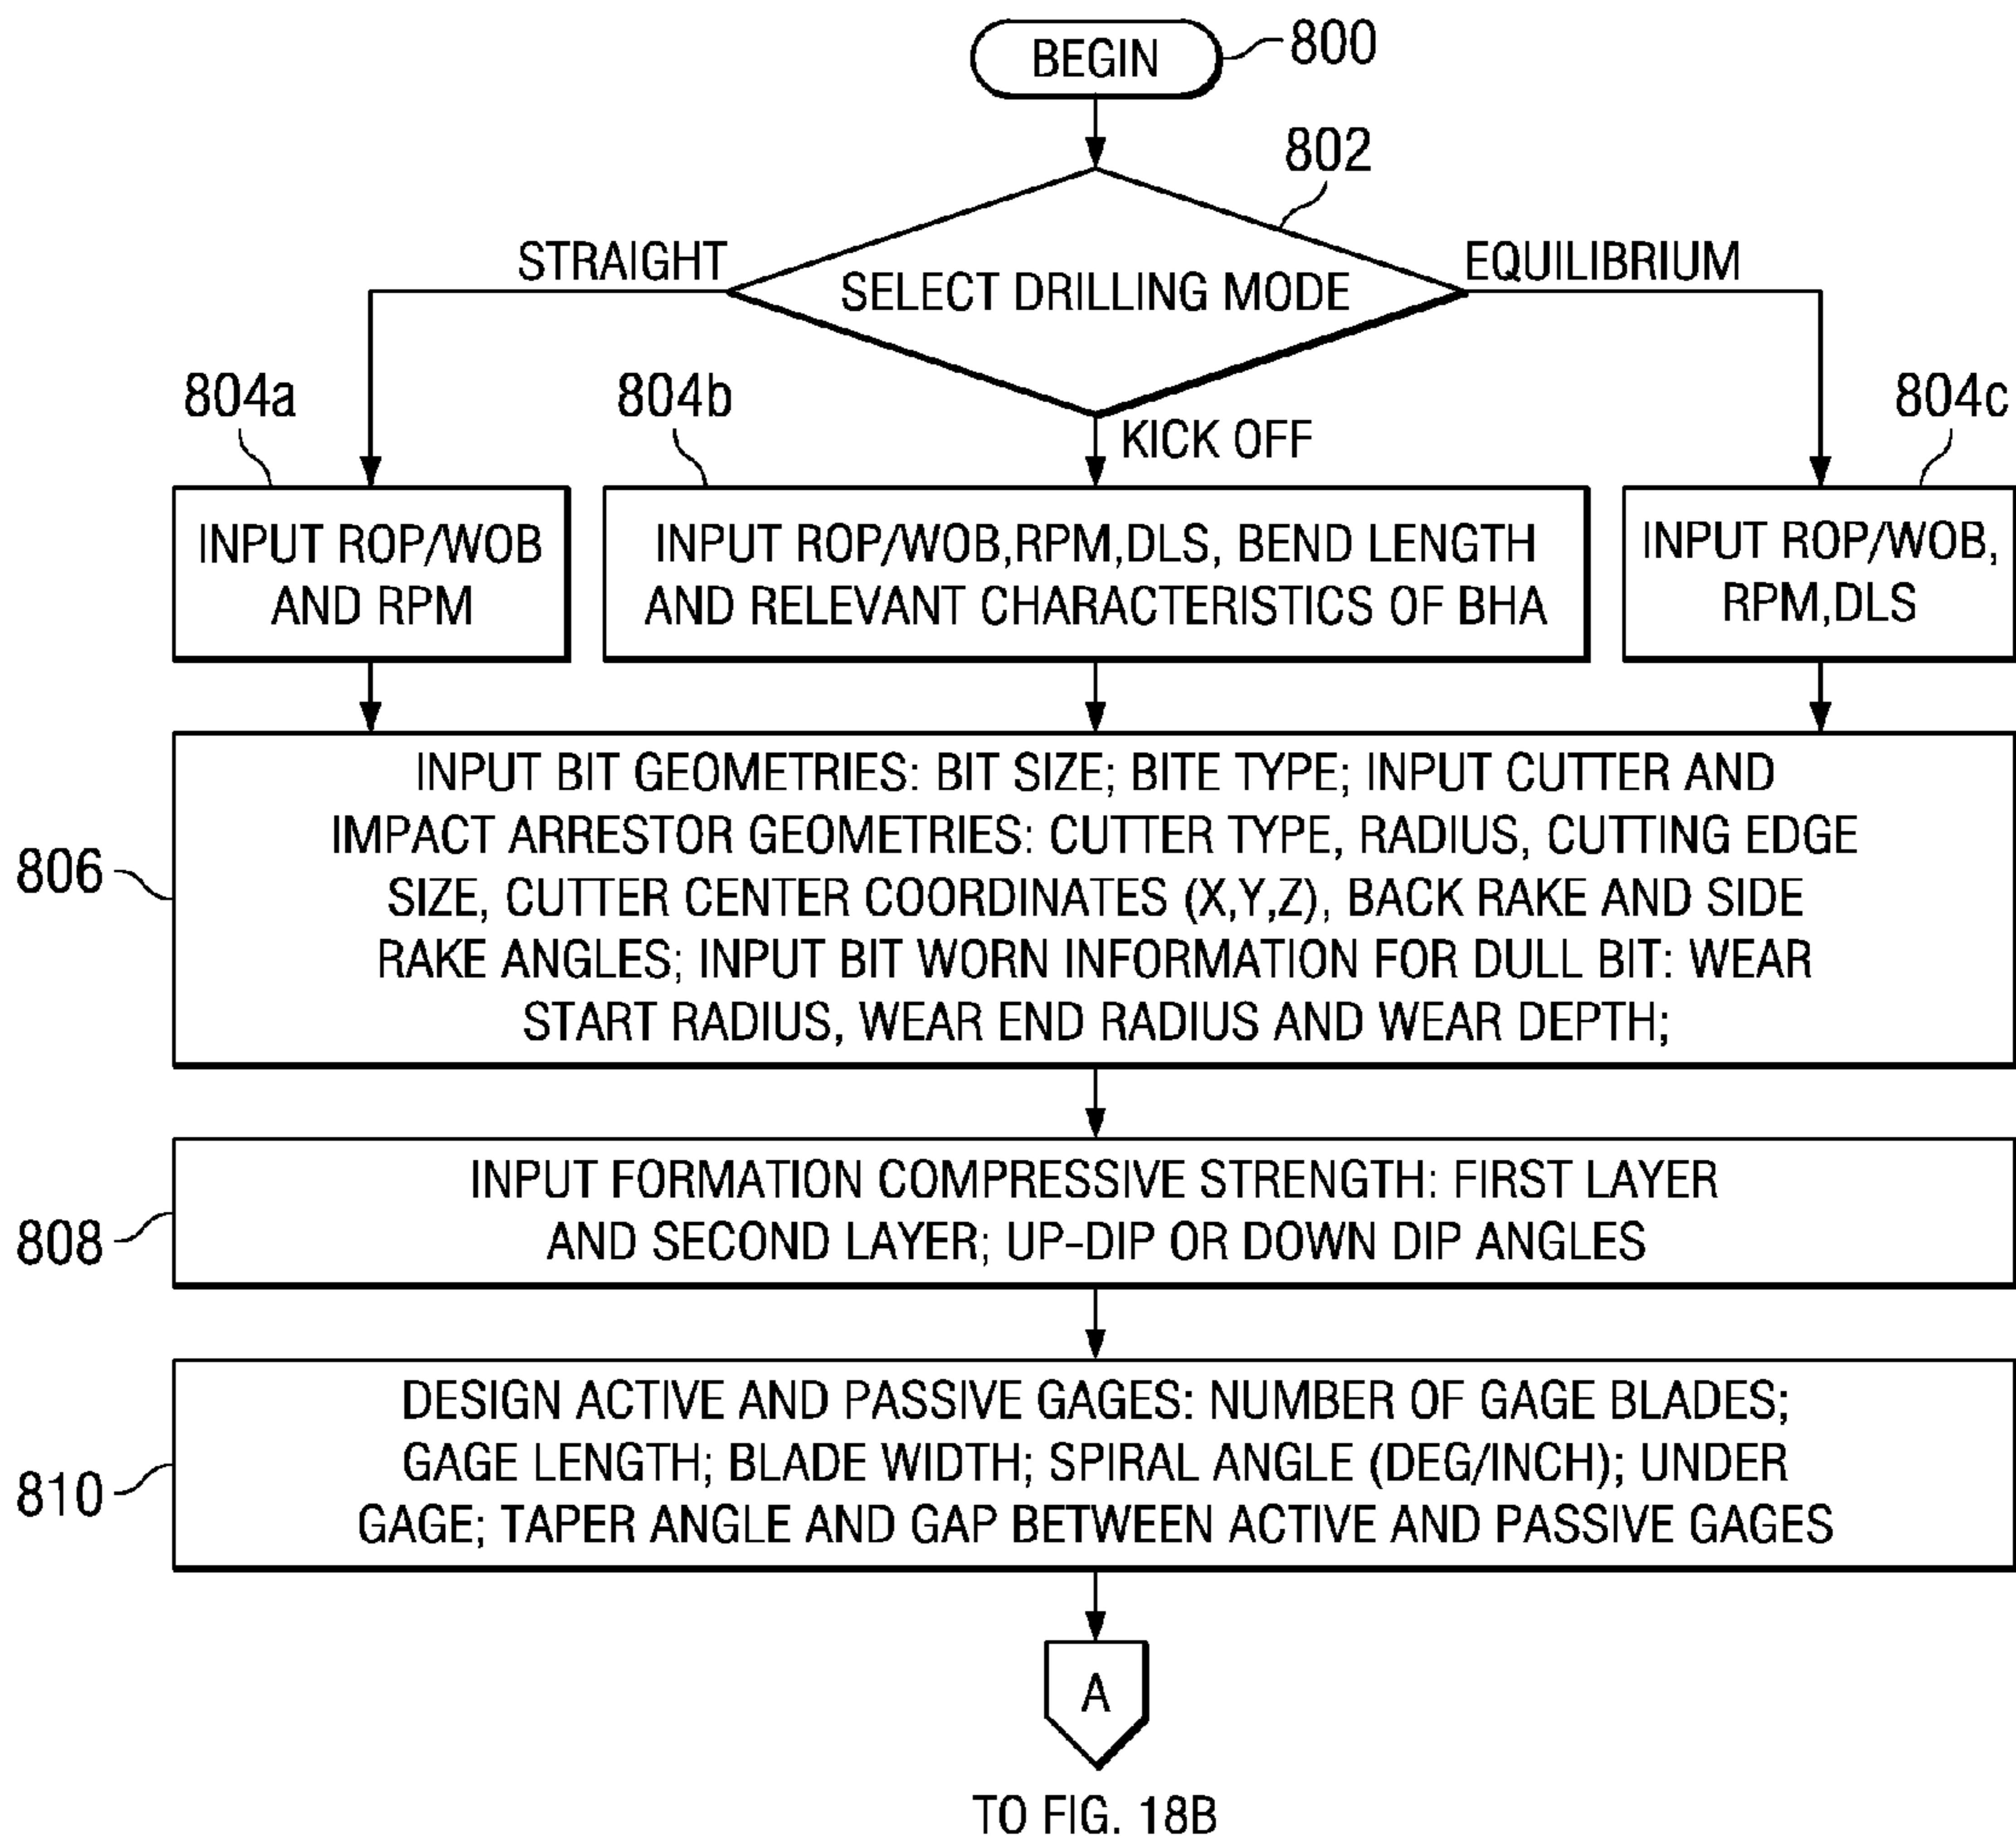 BEGIN
800
802
STRAIGHT
SELECT DRILLING MODE
EQUILIBRIUM
KICK OFF
804a
804b
804c
INPUT ROP/WOB
AND RPM
INPUT ROP/WOB,RPM,DLS, BEND LENGTH
AND RELEVANT CHARACTERISTICS OF BHA
INPUT ROP/WOB,
RPM,DLS
806
INPUT BIT GEOMETRIES: BIT SIZE; BITE TYPE; INPUT CUTTER AND
IMPACT ARRESTOR GEOMETRIES: CUTTER TYPE, RADIUS, CUTTING EDGE
SIZE, CUTTER CENTER COORDINATES (X,Y,Z), BACK RAKE AND SIDE
RAKE ANGLES; INPUT BIT WORN INFORMATION FOR DULL BIT: WEAR
START RADIUS, WEAR END RADIUS AND WEAR DEPTH;
808
INPUT FORMATION COMPRESSIVE STRENGTH: FIRST LAYER
AND SECOND LAYER; UP-DIP OR DOWN DIP ANGLES
810
DESIGN ACTIVE AND PASSIVE GAGES: NUMBER OF GAGE BLADES;
GAGE LENGTH; BLADE WIDTH; SPIRAL ANGLE (DEG/INCH); UNDER
GAGE; TAPER ANGLE AND GAP BETWEEN ACTIVE AND PASSIVE GAGES
A
TO FIG. 18B